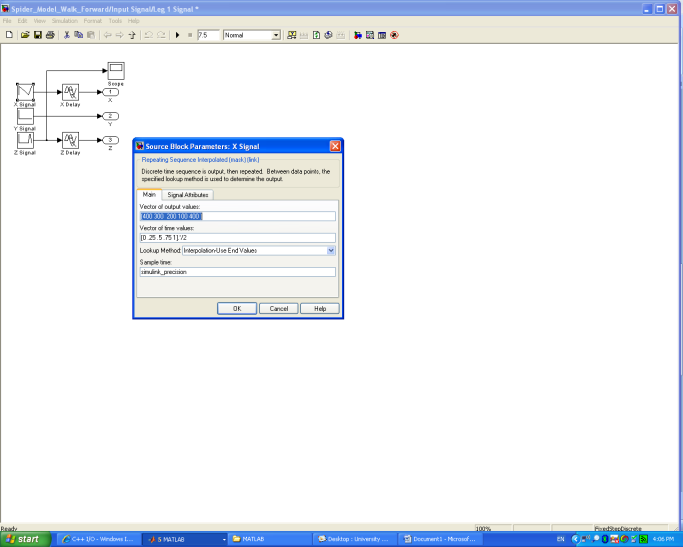 Spider_Model_Walk_Forward/Input Signal/Leg 1 Signal *
File Edit View Simulation Format Tools Help
7.5 Normal
Scope
1
X Signal X Delay X
2
Y Signal Y
3
Z Signal Z Delay Z
Source Block Parameters: X Signal
Repeating Sequence Interpolated (mask) (link)
Discrete time sequence is output, then repeated. Between data points, the
specified lookup method is used to determine the output.
Main Signal Attributes
Vector of output values:
[400 300 200 100 400 ]
Vector of time values:
[0 .25 .5 .75 1]'/2
Lookup Method: Interpolation-Use End Values
Sample time:
simulink_precision
OK Cancel Help
Ready 100% FixedStepDiscrete
start C++ I/O - Windows I... 5 MATLAB MATLAB Desktop : University ... Document1 - Microsof... EN 4:06 PM